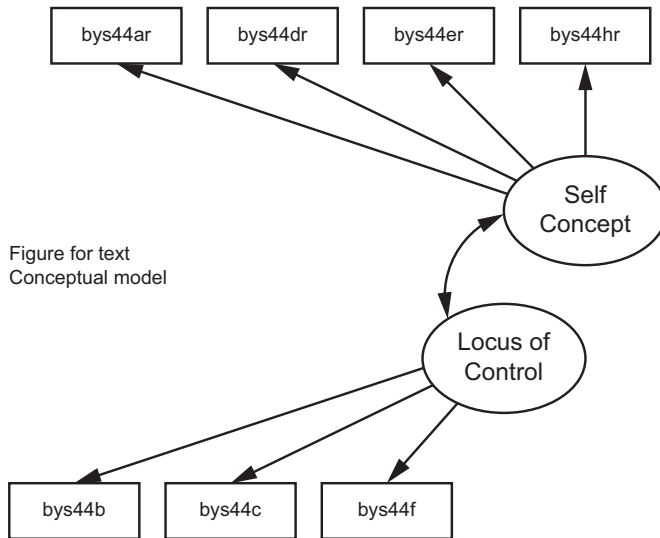 bys44ar
bys44dr
bys44er
bys44hr
Self
Concept
Figure for text
Conceptual model
Locus of
Control
bys44b
bys44c
bys44f